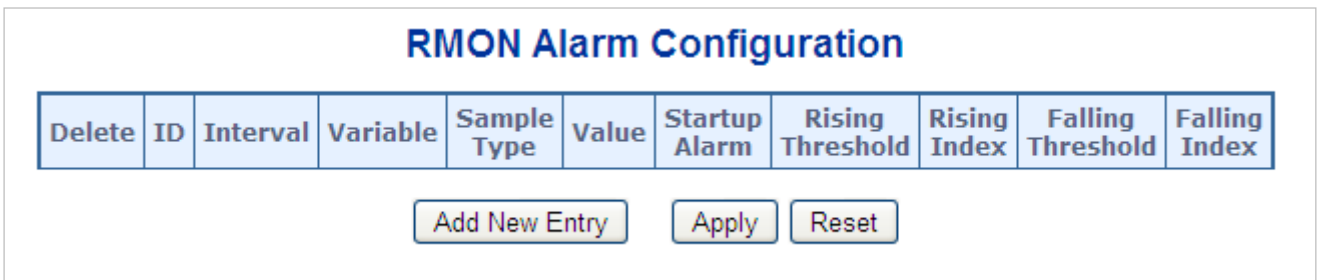 RMON Alarm Configuration
Delete ID Interval Variable Sample Type Value Startup Alarm Rising Threshold Rising Index Falling Threshold Falling Index
Add New Entry Apply Reset